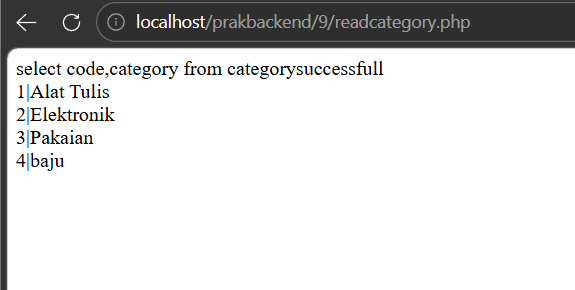 localhost/prakbackend/9/readcategory.php
select code,category from categorysuccessfull
1|Alat Tulis
2|Elektronik
3|Pakaian
4|baju